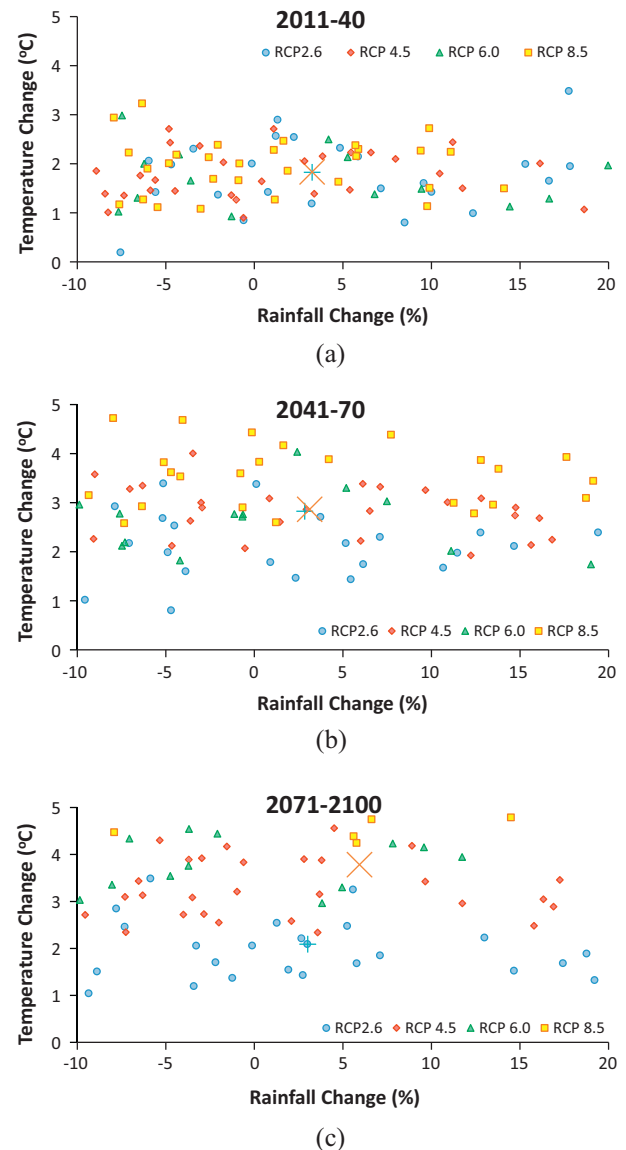 2011-40
RCP2.6 RCP 4.5 RCP 6.0 RCP 8.5
Temperature Change (ºC)
5
4
3
2
1
0
-10 -5 0 5 10 15 20
Rainfall Change (%)
(a)
2041-70
Temperature Change (ºC)
5
4
3
2
1
0
RCP2.6 RCP 4.5 RCP 6.0 RCP 8.5
-10 -5 0 5 10 15 20
Rainfall Change (%)
(b)
2071-2100
Temperature Change (ºC)
5
4
3
2
1
0
RCP2.6 RCP 4.5 RCP 6.0 RCP 8.5
-10 -5 0 5 10 15 20
Rainfall Change (%)
(c)